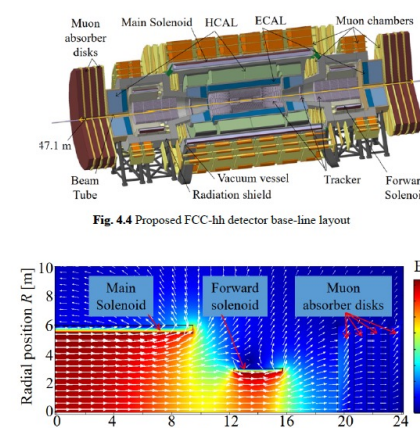 Muon
absorber
disks
Main Solenoid
HCAL
ECAL
Muon chambers
47.1 m
Beam
Tube
Vacuum vessel
Radiation shield
Tracker
Forward
Fig. 4.4 Proposed FCC-hh detector base-line layout
Radial position R [m]
10
8
6
4
2
0
Main
Solenoid
Forward
solenoid
Muon
absorber disks
0 4 8 12 16 20 24